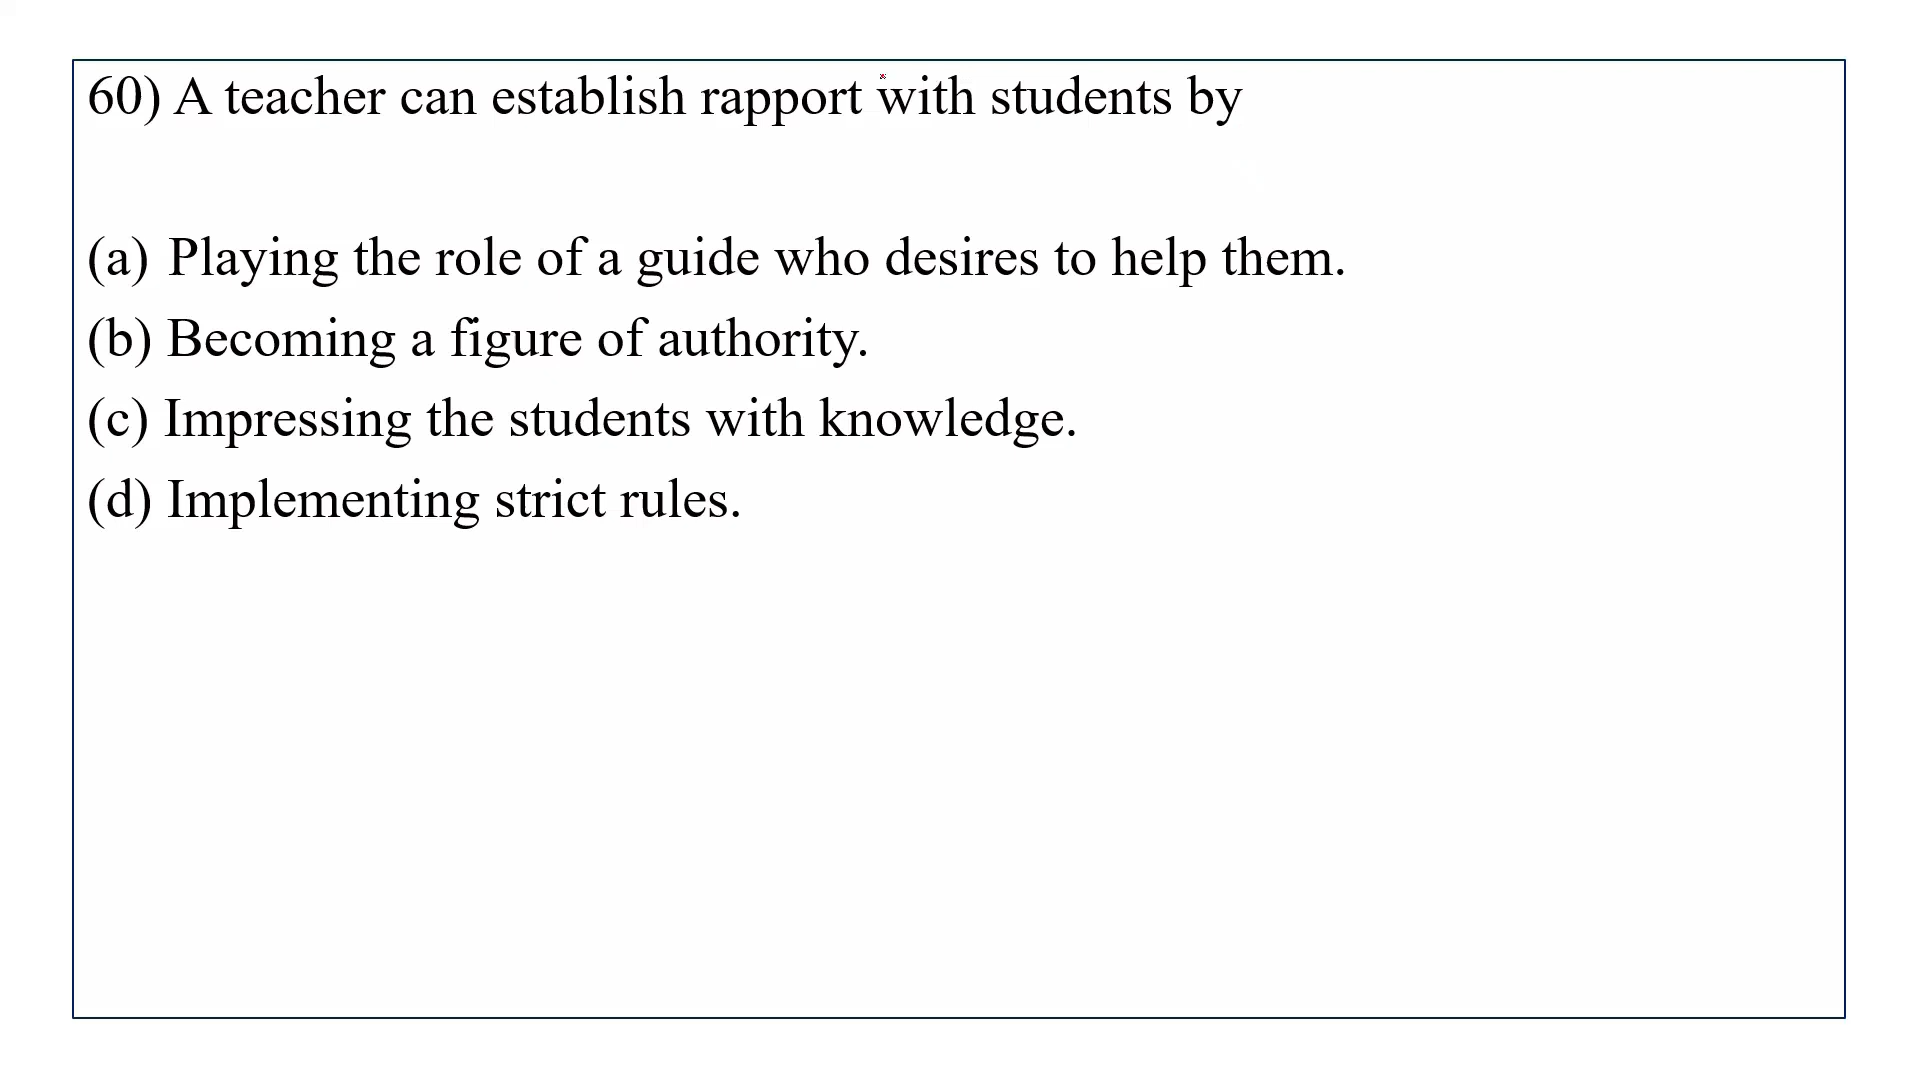 60) A teacher can establish rapport with students by
(a) Playing the role of a guide who desires to help them.
(b) Becoming a figure of authority.
(c) Impressing the students with knowledge.
(d) Implementing strict rules.